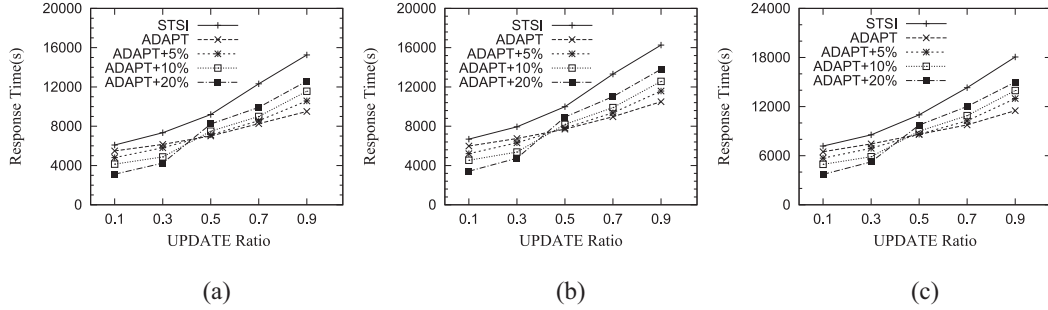 20000
16000
12000
8000
4000
0
Response Time(s)
STSI
ADAPT
ADAPT+5%
ADAPT+10%
ADAPT+20%
0.1 0.3 0.5 0.7 0.9
UPDATE Ratio
(a)
20000
16000
12000
8000
4000
0
Response Time(s)
STSI
ADAPT
ADAPT+5%
ADAPT+10%
ADAPT+20%
0.1 0.3 0.5 0.7 0.9
UPDATE Ratio
(b)
24000
18000
12000
6000
0
Response Time(s)
STSI
ADAPT
ADAPT+5%
ADAPT+10%
ADAPT+20%
0.1 0.3 0.5 0.7 0.9
UPDATE Ratio
(c)